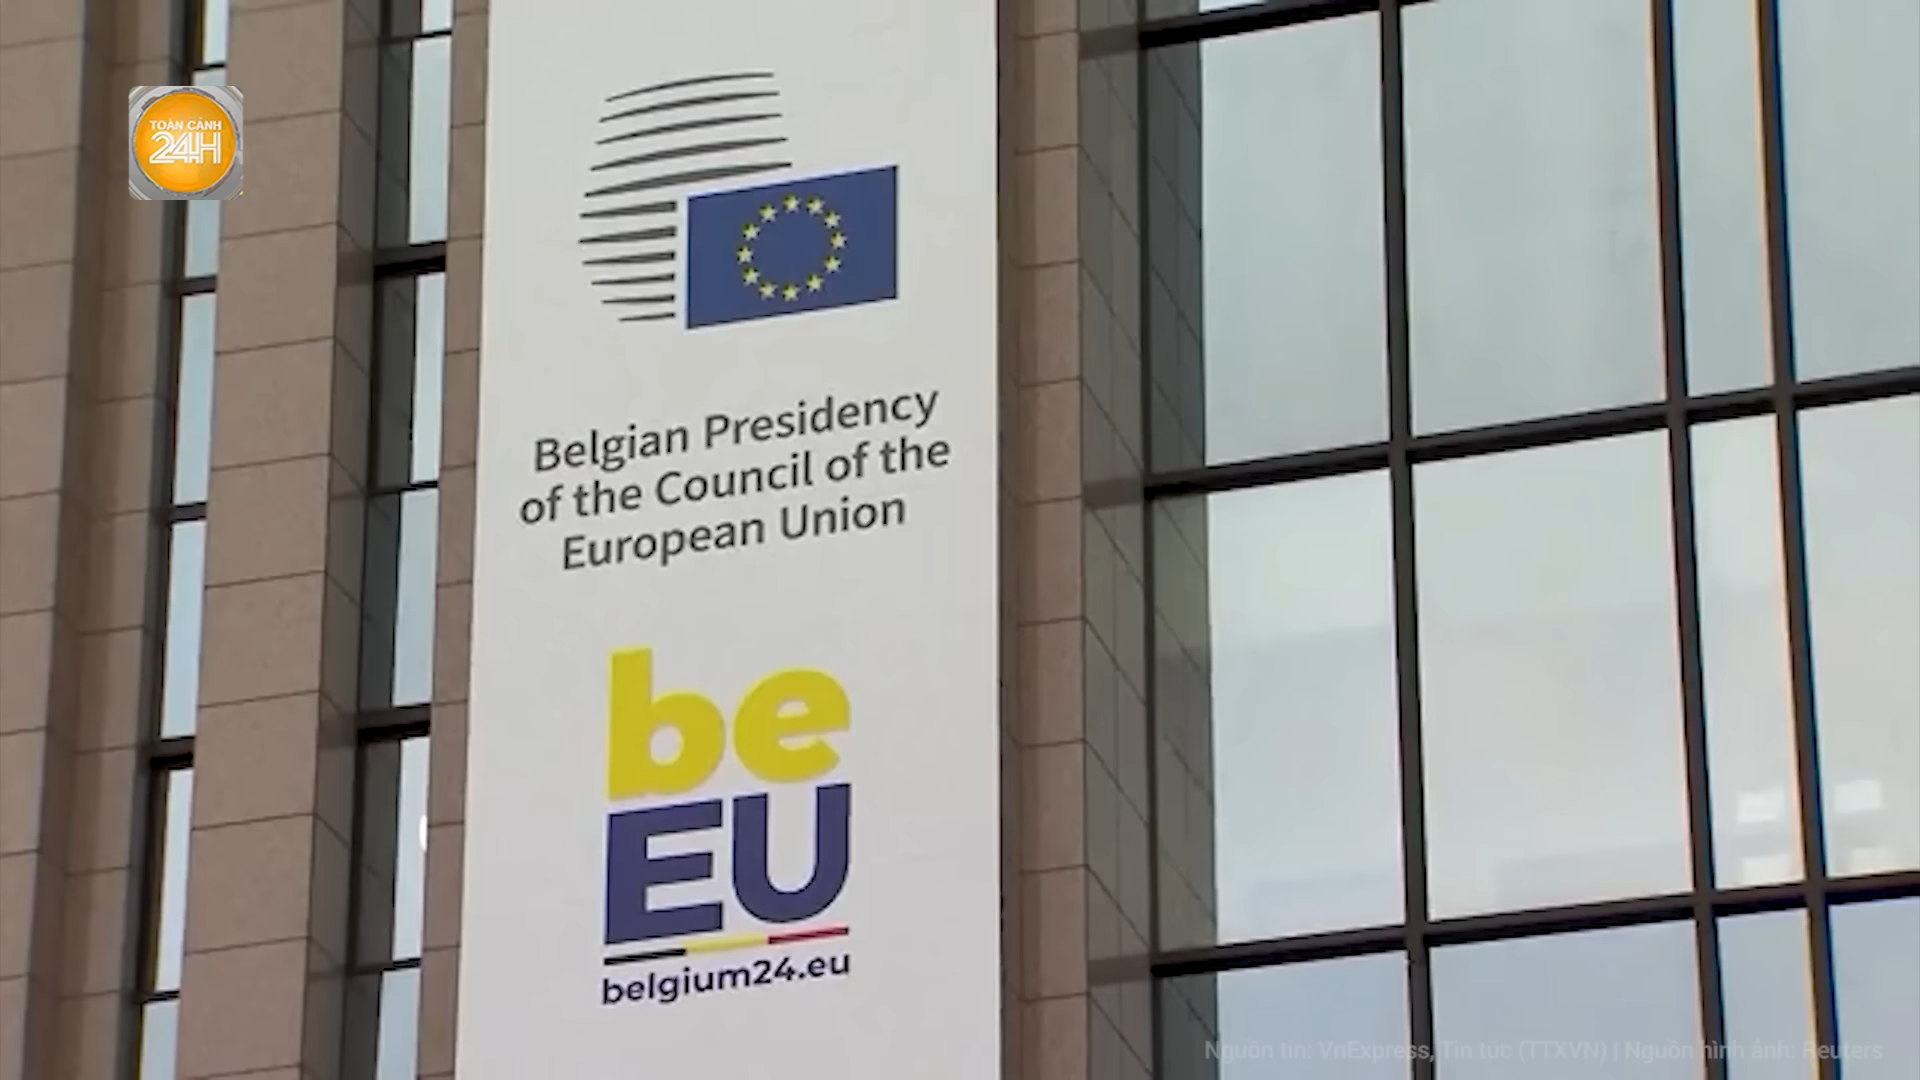 TOÀN CẢNH
24H
Belgian Presidency
of the Council of the
European Union
be
EU
belgium24.eu
Nguồn tin: VnExpress, Tin tức (TTXVN) | Nguồn hình ảnh: Reuters